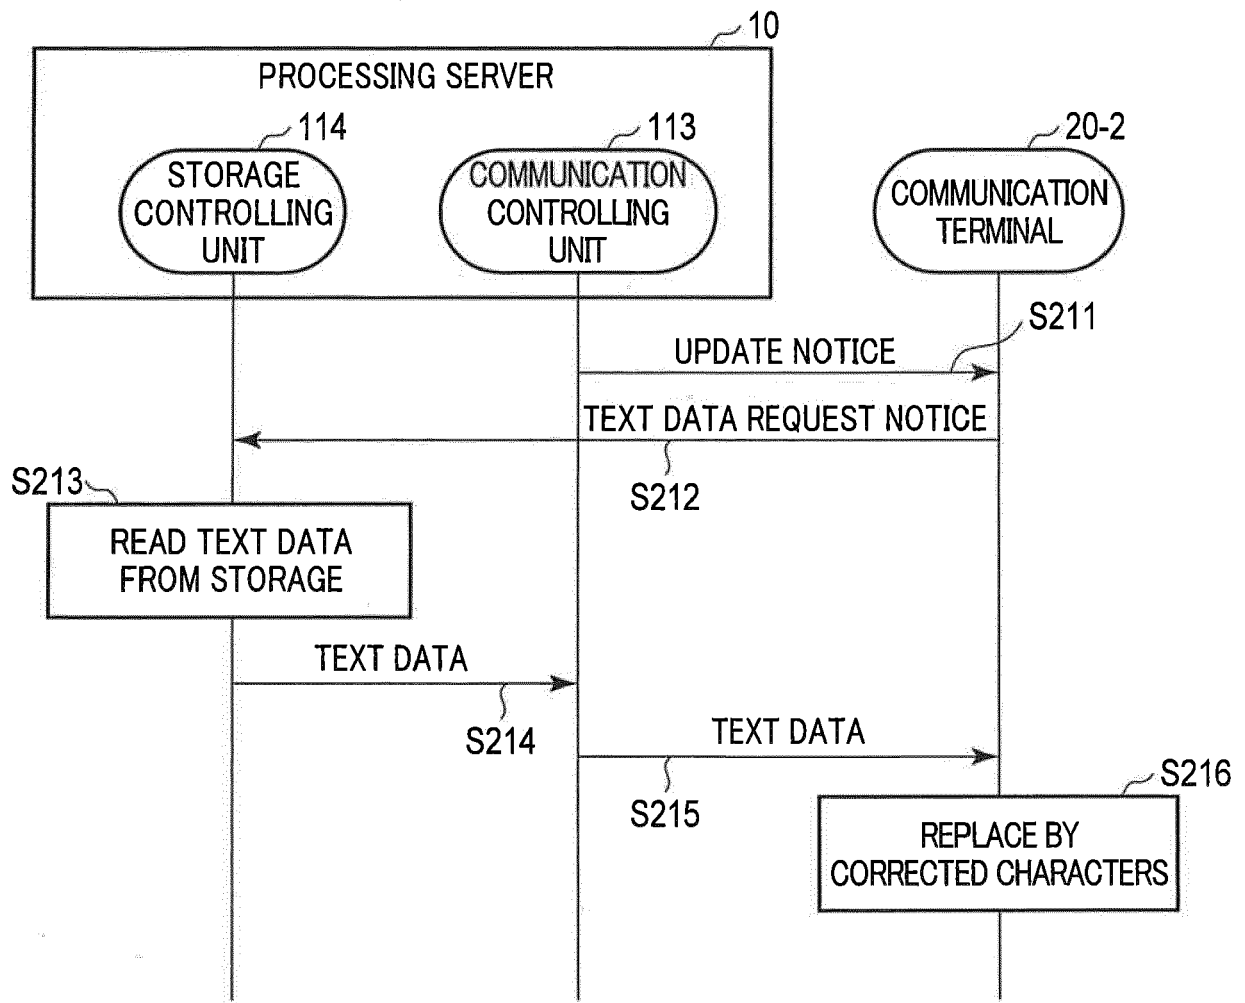 10
PROCESSING SERVER
114
113
20-2
STORAGE
CONTROLLING
UNIT
COMMUNICATION
CONTROLLING
UNIT
COMMUNICATION
TERMINAL
S211
UPDATE NOTICE
TEXT DATA REQUEST NOTICE
S212
S213
READ TEXT DATA
FROM STORAGE
TEXT DATA
S214
TEXT DATA
S215
S216
REPLACE BY
CORRECTED CHARACTERS